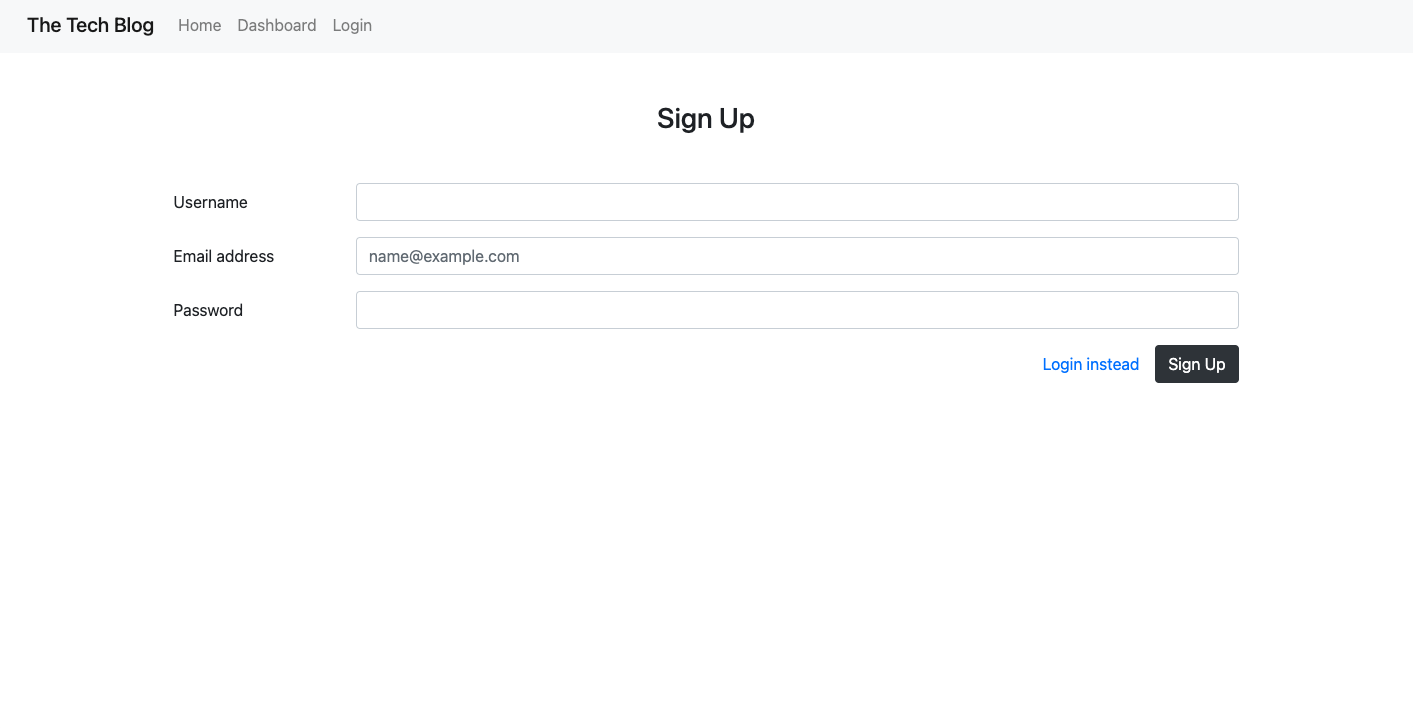 The Tech Blog Home Dashboard Login
Sign Up
Username
Email address name@example.com
Password
Login instead Sign Up